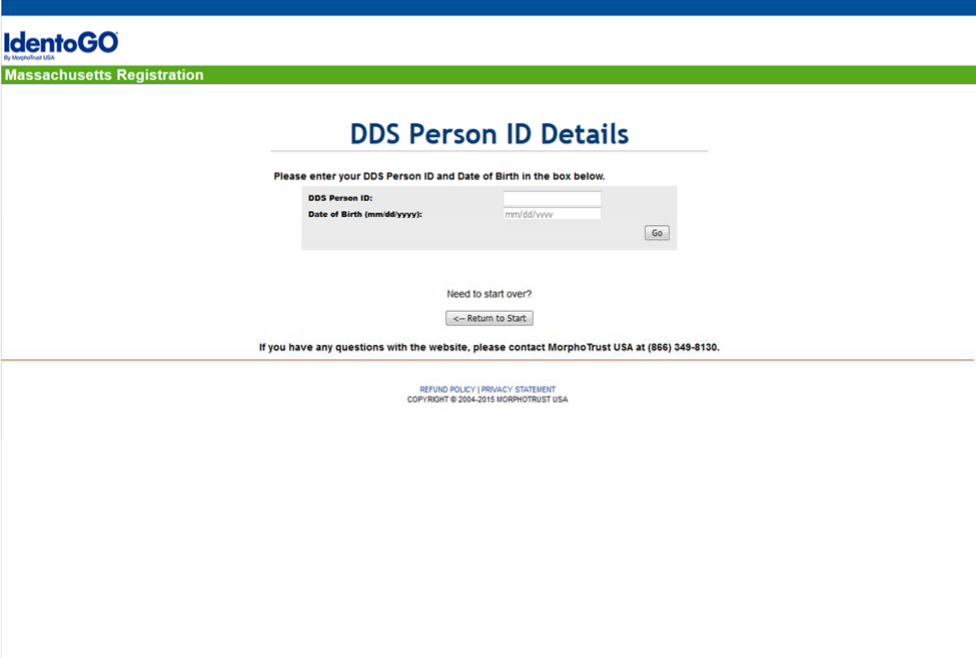 IdentoGO
By MorphoTrust USA
Massachusetts Registration
DDS Person ID Details
Please enter your DDS Person ID and Date of Birth in the box below.
DDS Person ID:
Date of Birth (mm/dd/yyyy): mm/dd/yyyy
Go
Need to start over?
<-- Return to Start
If you have any questions with the website, please contact MorphoTrust USA at (866) 349-8130.
REFUND POLICY | PRIVACY STATEMENT
COPYRIGHT © 2004-2015 MORPHOTRUST USA